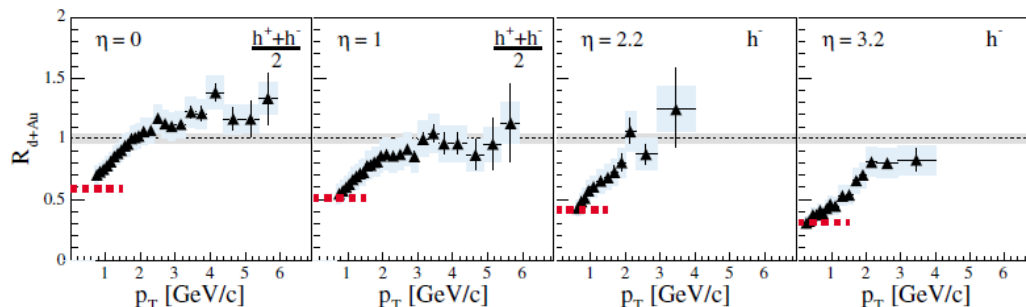 2
η = 0
h⁺+h⁻
2
η = 1
h⁺+h⁻
2
η = 2.2
h⁻
η = 3.2
h⁻
1.5
1
0.5
0
R_d+Au
1 2 3 4 5 6
1 2 3 4 5 6
1 2 3 4 5 6
1 2 3 4 5 6
p_T [GeV/c]
p_T [GeV/c]
p_T [GeV/c]
p_T [GeV/c]